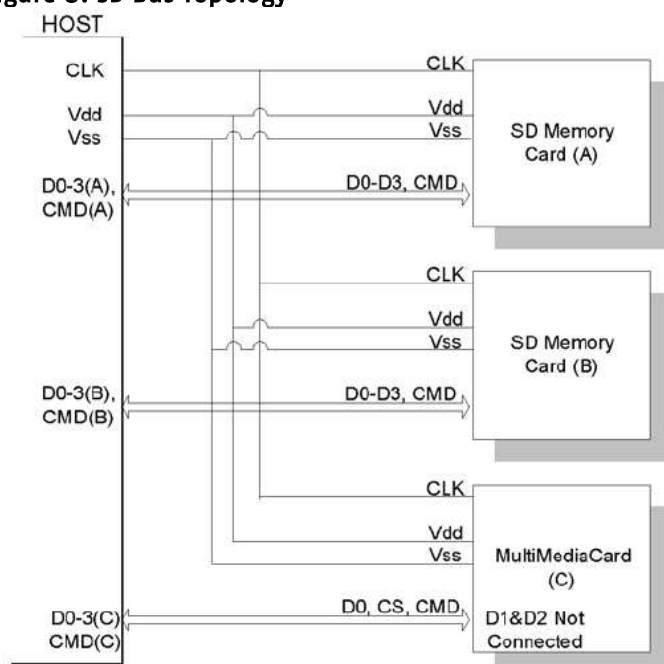 HOST
CLK
CLK
Vdd
Vdd
Vss
Vss
SD Memory
Card (A)
D0-3(A),
CMD(A)
D0-D3, CMD
CLK
Vdd
Vss
SD Memory
Card (B)
D0-3(B),
CMD(B)
D0-D3, CMD
CLK
Vdd
Vss
MultiMediaCard
(C)
D0-3(C)
CMD(C)
D0, CS, CMD
D1&D2 Not
Connected